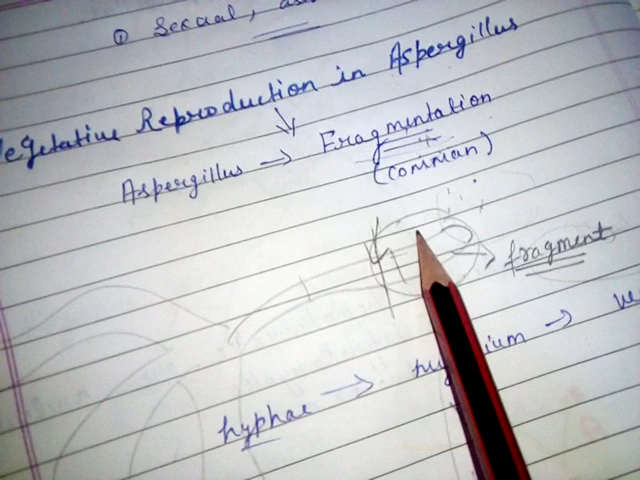 ① Sexual,
Vegetative Reproduction in Aspergillus
Aspergillus → Fragmentation
(common)
fragment
hyphae →